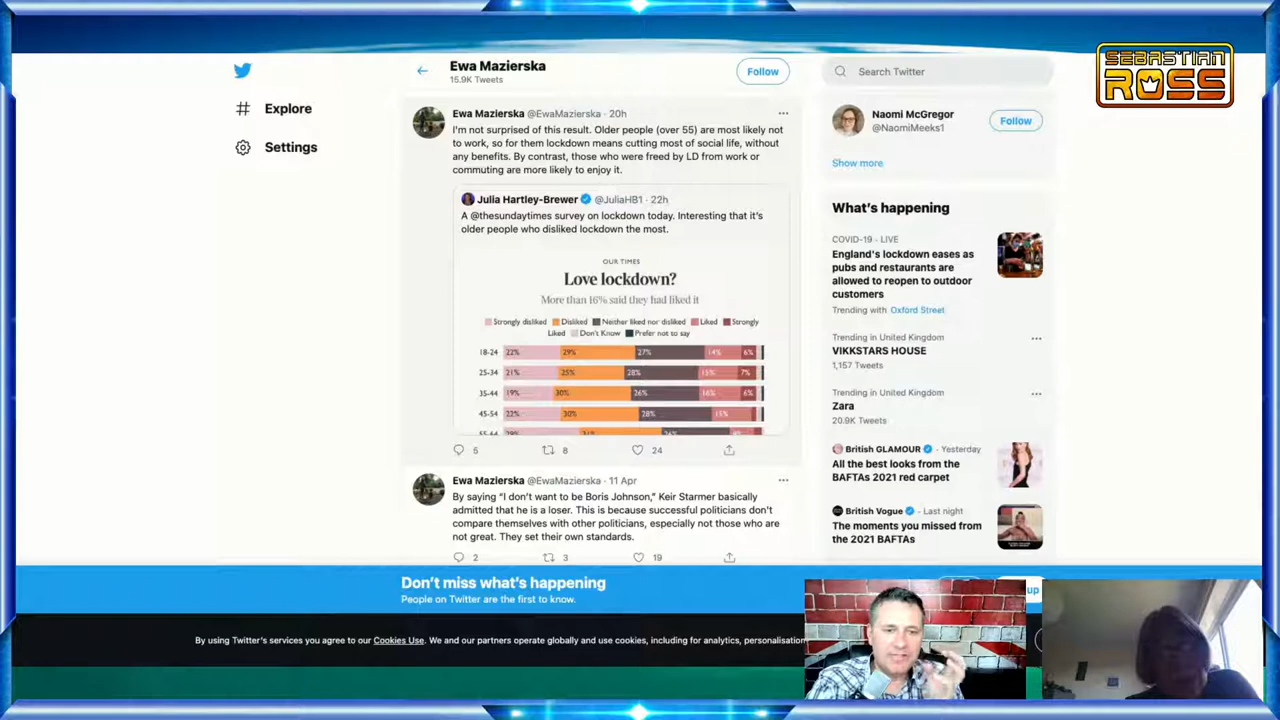 SEBASTIAN
ROSS
Ewa Mazierska
15.9K Tweets
Follow
Search Twitter
Explore
Settings
Ewa Mazierska @EwaMazierska · 20h
I'm not surprised of this result. Older people (over 55) are most likely not
to work, so for them lockdown means cutting most of social life, without
any benefits. By contrast, those who were freed by LD from work or
commuting are more likely to enjoy it.
Julia Hartley-Brewer @JuliaHB1 · 22h
A @thesundaytimes survey on lockdown today. Interesting that it's
older people who disliked lockdown the most.
OUR TIMES
Love lockdown?
More than 16% said they had liked it
Strongly disliked Disliked Neither liked nor disliked Liked Strongly
Liked Don't Know Prefer not to say
18-24 22% 29% 27% 14% 6%
25-34 21% 25% 28% 15% 7%
35-44 19% 30% 26% 16% 6%
45-54 22% 30% 28% 15%
55-64 29% 31%
5 8 24
Ewa Mazierska @EwaMazierska · 11 Apr
By saying "I don't want to be Boris Johnson," Keir Starmer basically
admitted that he is a loser. This is because successful politicians don't
compare themselves with other politicians, especially not those who are
not great. They set their own standards.
2 3 19
Naomi McGregor
@NaomiMeeks1
Follow
Show more
What's happening
COVID-19 · LIVE
England's lockdown eases as
pubs and restaurants are
allowed to reopen to outdoor
customers
Trending with Oxford Street
Trending in United Kingdom
VIKKSTARS HOUSE
1,157 Tweets
Trending in United Kingdom
Zara
20.9K Tweets
British GLAMOUR · Yesterday
All the best looks from the
BAFTAs 2021 red carpet
British Vogue · Last night
The moments you missed from
the 2021 BAFTAs
Don't miss what's happening
People on Twitter are the first to know.
up
By using Twitter's services you agree to our Cookies Use. We and our partners operate globally and use cookies, including for analytics, personalisation